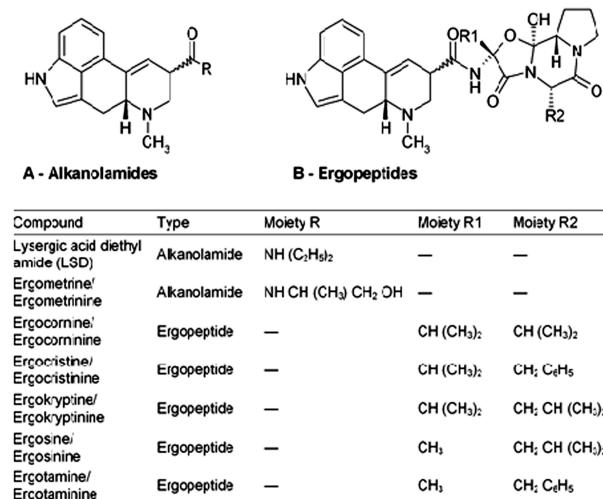 O
R
HN
N
H
CH₃
R1 O CH
H
O
N
H
N
N
O
O
R2
HN
N
H
CH₃
A - Alkanolamides
B - Ergopeptides
Compound Type Moiety R Moiety R1 Moiety R2
Lysergic acid diethyl
amide (LSD) Alkanolamide NH (C₂H₅)₂ — —
Ergometrine/
Ergometrinine Alkanolamide NH CH (CH₃) CH₂ OH — —
Ergocornine/
Ergocorninine Ergopeptide — CH (CH₃)₂ CH (CH₃)₂
Ergocristine/
Ergocristinine Ergopeptide — CH (CH₃)₂ CH₂ C₆H₅
Ergokryptine/
Ergokryptinine Ergopeptide — CH (CH₃)₂ CH₂ CH (CH₃)
Ergosine/
Ergosinine Ergopeptide — CH₃ CH₂ CH (CH₃)
Ergotamine/
Ergotaminine Ergopeptide — CH₃ CH₂ C₆H₅